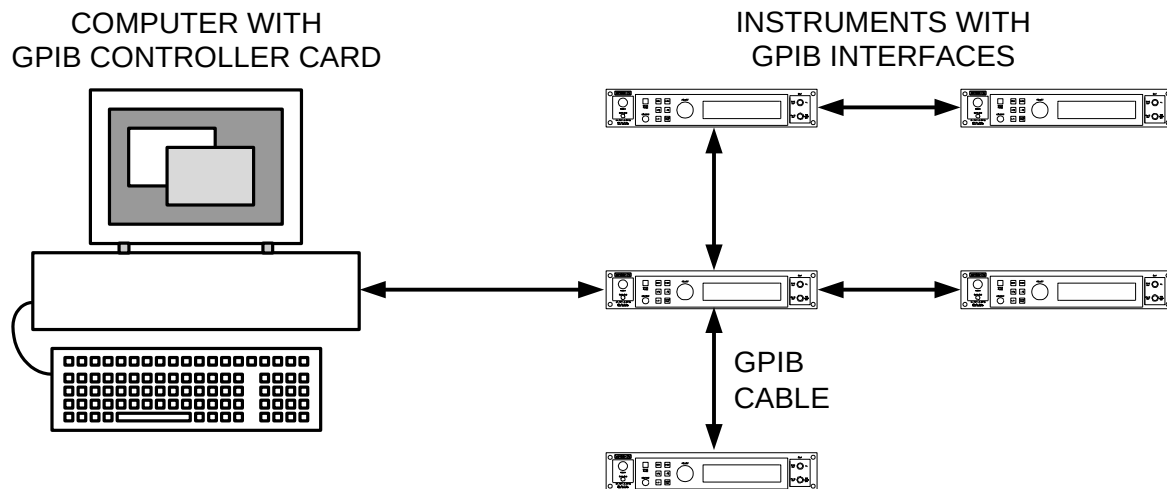 COMPUTER WITH
GPIB CONTROLLER CARD
INSTRUMENTS WITH
GPIB INTERFACES
GPIB
CABLE